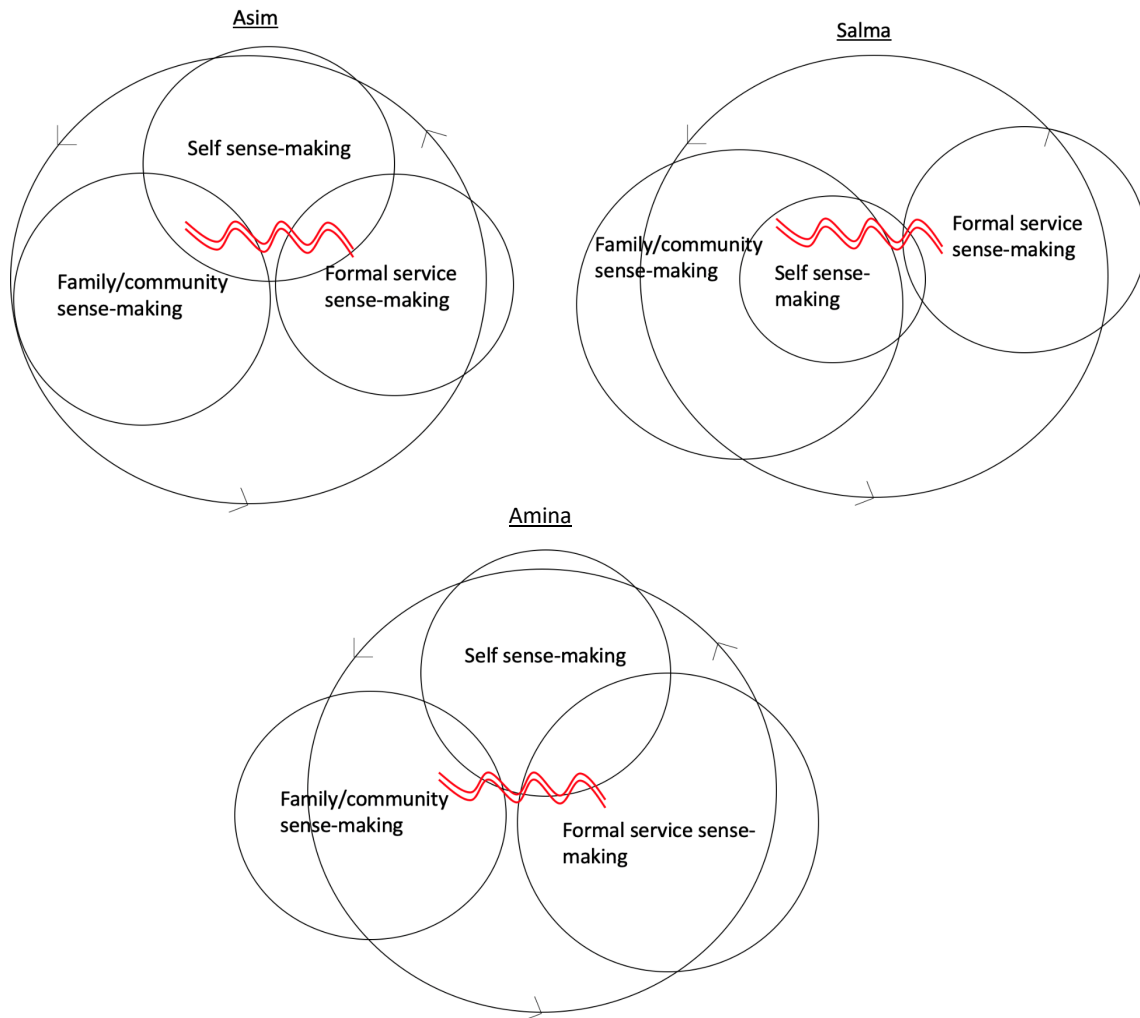 Asim
Self sense-making
Family/community
sense-making
Formal service
sense-making
Salma
Family/community
sense-making
Self sense-
making
Formal service
sense-making
Amina
Self sense-making
Family/community
sense-making
Formal service sense-
making